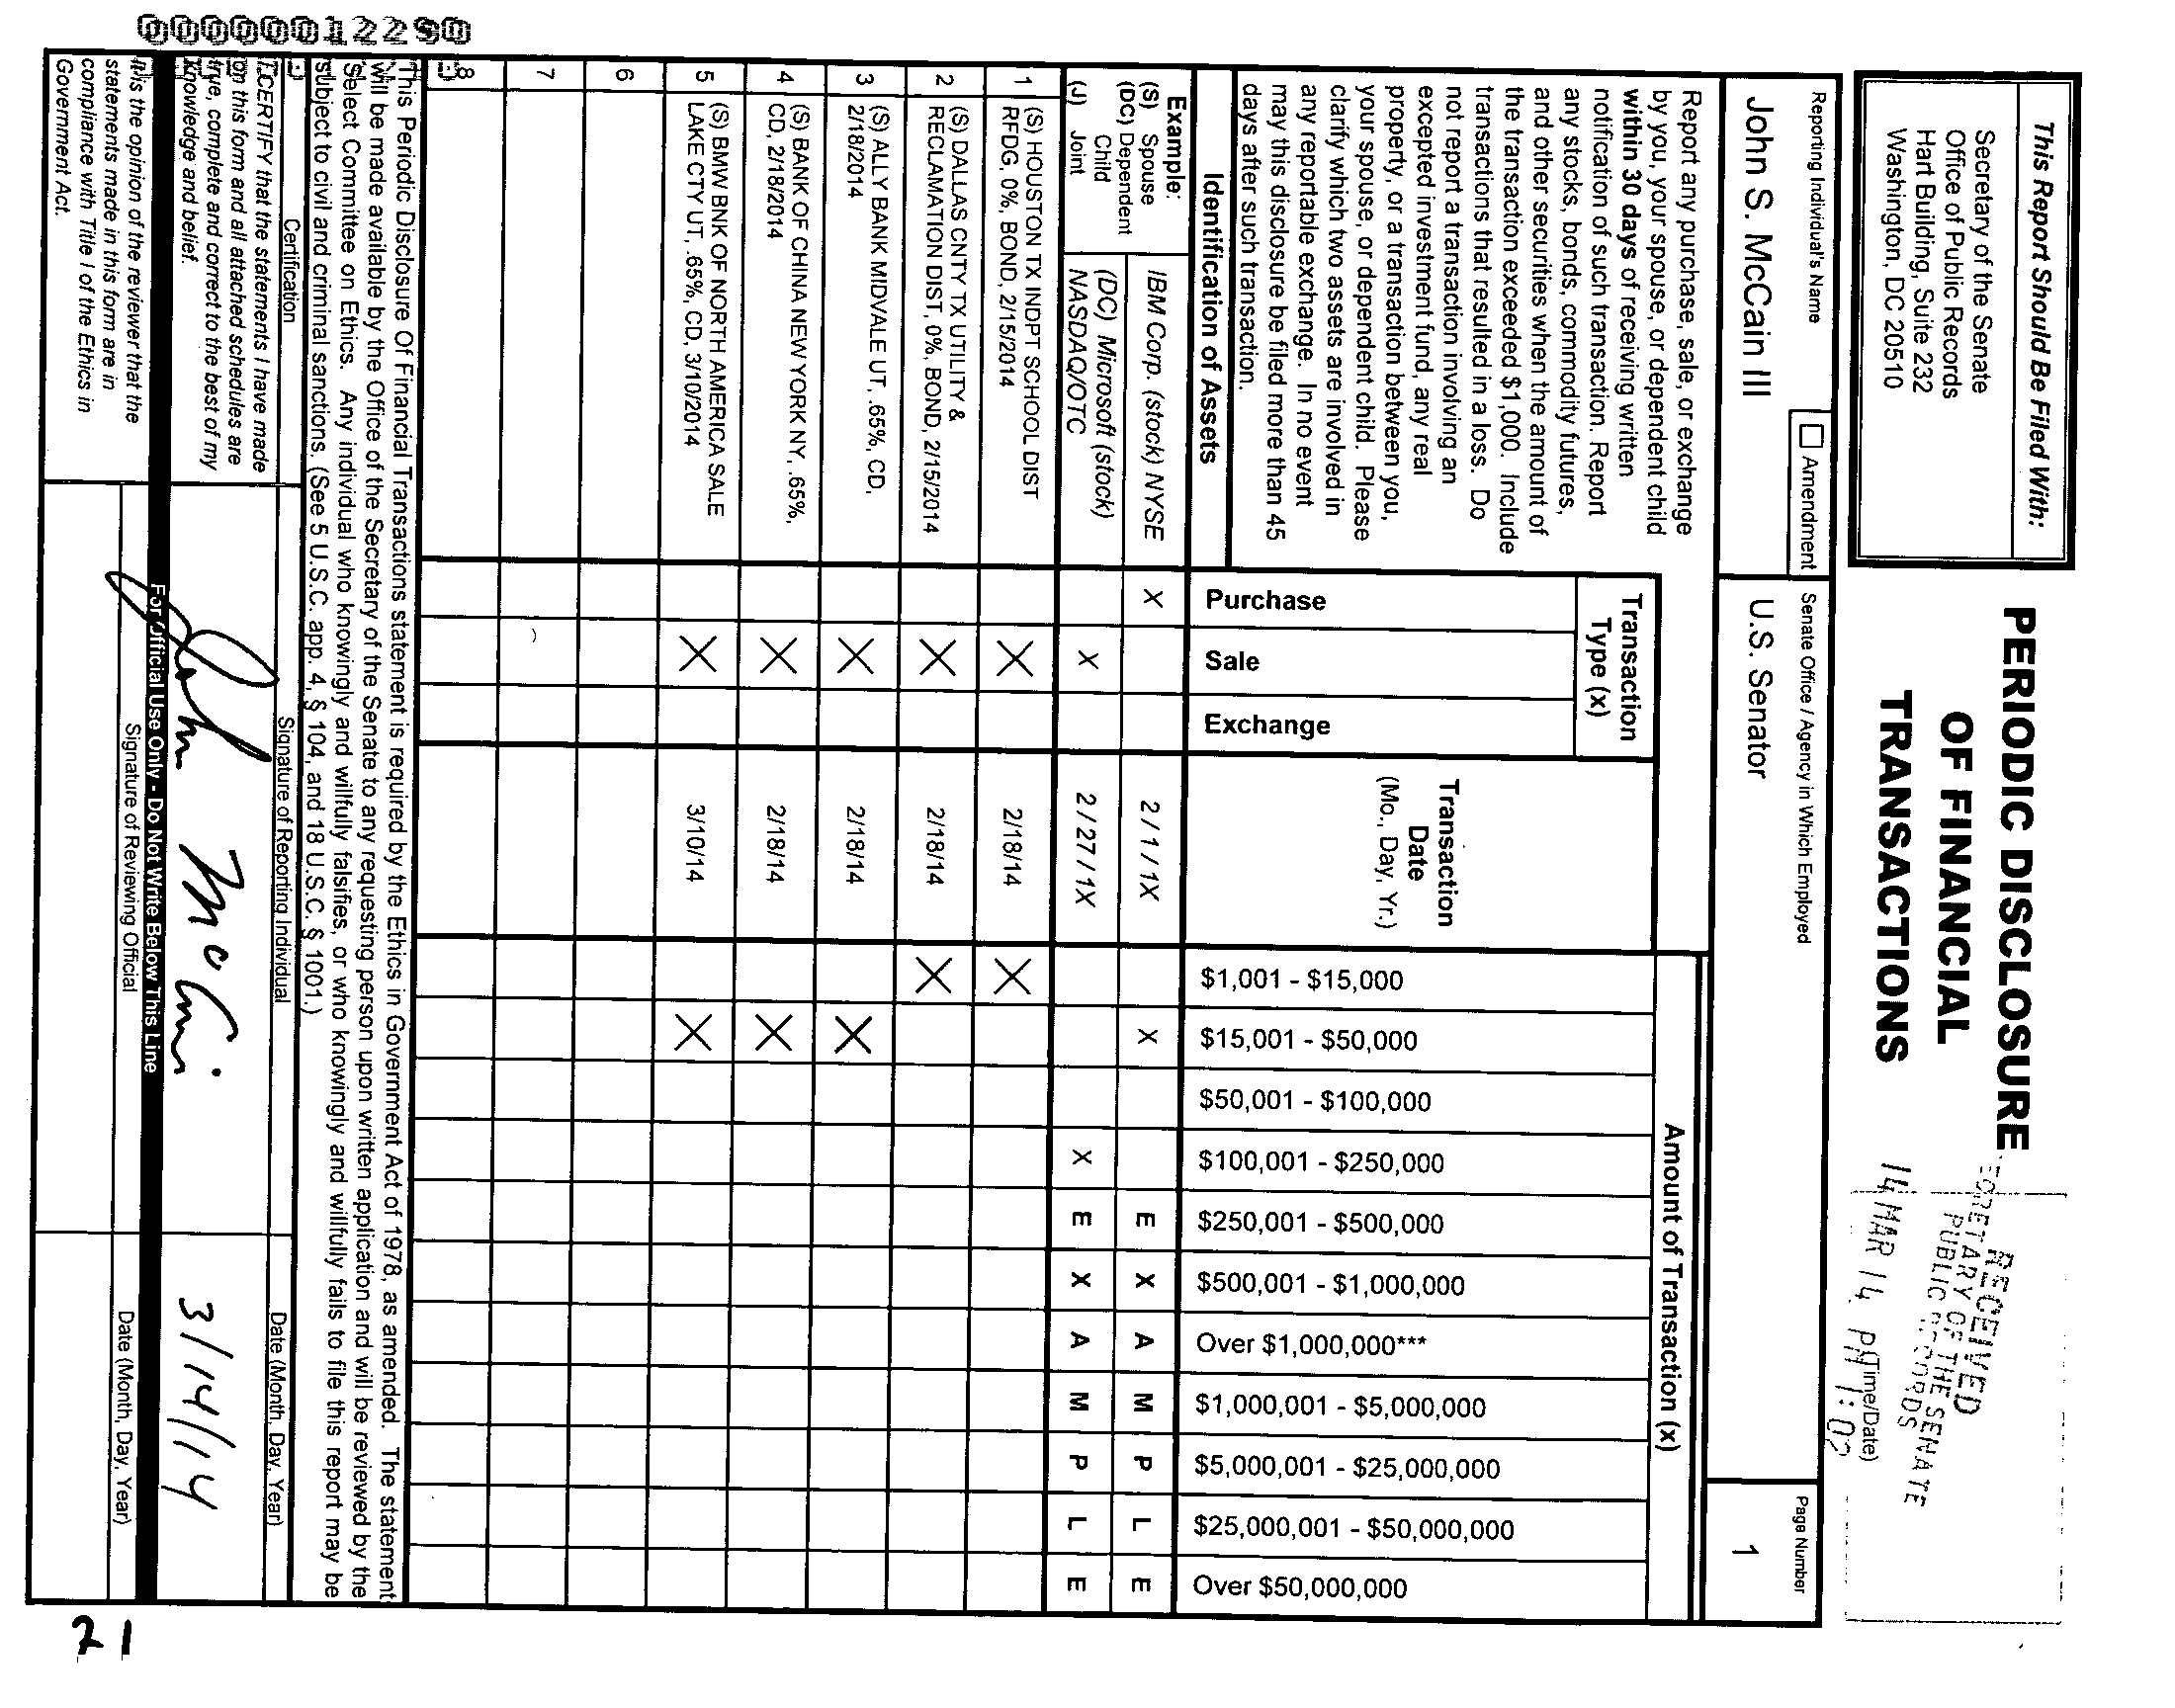 This Report Should Be Filed With:
Secretary of the Senate
Office of Public Records
Hart Building, Suite 232
Washington, DC 20510
PERIODIC DISCLOSURE
OF FINANCIAL
TRANSACTIONS
RECEIVED
SECRETARY OF THE SENATE
PUBLIC RECORDS
(Time/Date)
14 MAR 14 PM 1:02
Reporting Individual's Name
Amendment
John S. McCain III
Senate Office / Agency in Which Employed
U.S. Senator
Page Number
1
Report any purchase, sale, or exchange
by you, your spouse, or dependent child
within 30 days of receiving written
notification of such transaction. Report
any stocks, bonds, commodity futures,
and other securities when the amount of
the transaction exceeded $1,000. Include
transactions that resulted in a loss. Do
not report a transaction involving an
excepted investment fund, any real
property, or a transaction between you,
your spouse, or dependent child. Please
clarify which two assets are involved in
any reportable exchange. In no event
may this disclosure be filed more than 45
days after such transaction.
Identification of Assets
Transaction
Type (x)
Purchase
Sale
Exchange
Transaction
Date
(Mo., Day, Yr.)
Amount of Transaction (x)
$1,001 - $15,000
$15,001 - $50,000
$50,001 - $100,000
$100,001 - $250,000
$250,001 - $500,000
$500,001 - $1,000,000
Over $1,000,000***
$1,000,001 - $5,000,000
$5,000,001 - $25,000,000
$25,000,001 - $50,000,000
Over $50,000,000
Example:
(S) Spouse
(DC) Dependent
Child
(J) Joint
IBM Corp. (stock) NYSE X 2 / 1 / 1X X E X A M P L E
(DC) Microsoft (stock)
NASDAQ/OTC X 2 / 27 / 1X X E X A M P L E
1 (S) HOUSTON TX INDPT SCHOOL DIST
RFDG, 0%, BOND, 2/15/2014 X 2/18/14 X
2 (S) DALLAS CNTY TX UTILITY &
RECLAMATION DIST, 0%, BOND, 2/15/2014 X 2/18/14 X
3 (S) ALLY BANK MIDVALE UT, .65%, CD,
2/18/2014 X 2/18/14 X
4 (S) BANK OF CHINA NEW YORK NY, .65%,
CD, 2/18/2014 X 2/18/14 X
5 (S) BMW BNK OF NORTH AMERICA SALE
LAKE CTY UT, .65%, CD, 3/10/2014 X 3/10/14 X
6
7
8
This Periodic Disclosure Of Financial Transactions statement is required by the Ethics in Government Act of 1978, as amended. The statement
will be made available by the Office of the Secretary of the Senate to any requesting person upon written application and will be reviewed by the
Select Committee on Ethics. Any individual who knowingly and willfully falsifies, or who knowingly and willfully fails to file this report may be
subject to civil and criminal sanctions. (See 5 U.S.C. app. 4, § 104, and 18 U.S.C. § 1001.)
Certification
Signature of Reporting Individual
Date (Month, Day, Year)
I CERTIFY that the statements I have made
on this form and all attached schedules are
true, complete and correct to the best of my
knowledge and belief.
John McCain
3/14/14
For Official Use Only - Do Not Write Below This Line
It is the opinion of the reviewer that the
statements made in this form are in
compliance with Title I of the Ethics in
Government Act.
Signature of Reviewing Official
Date (Month, Day, Year)
21